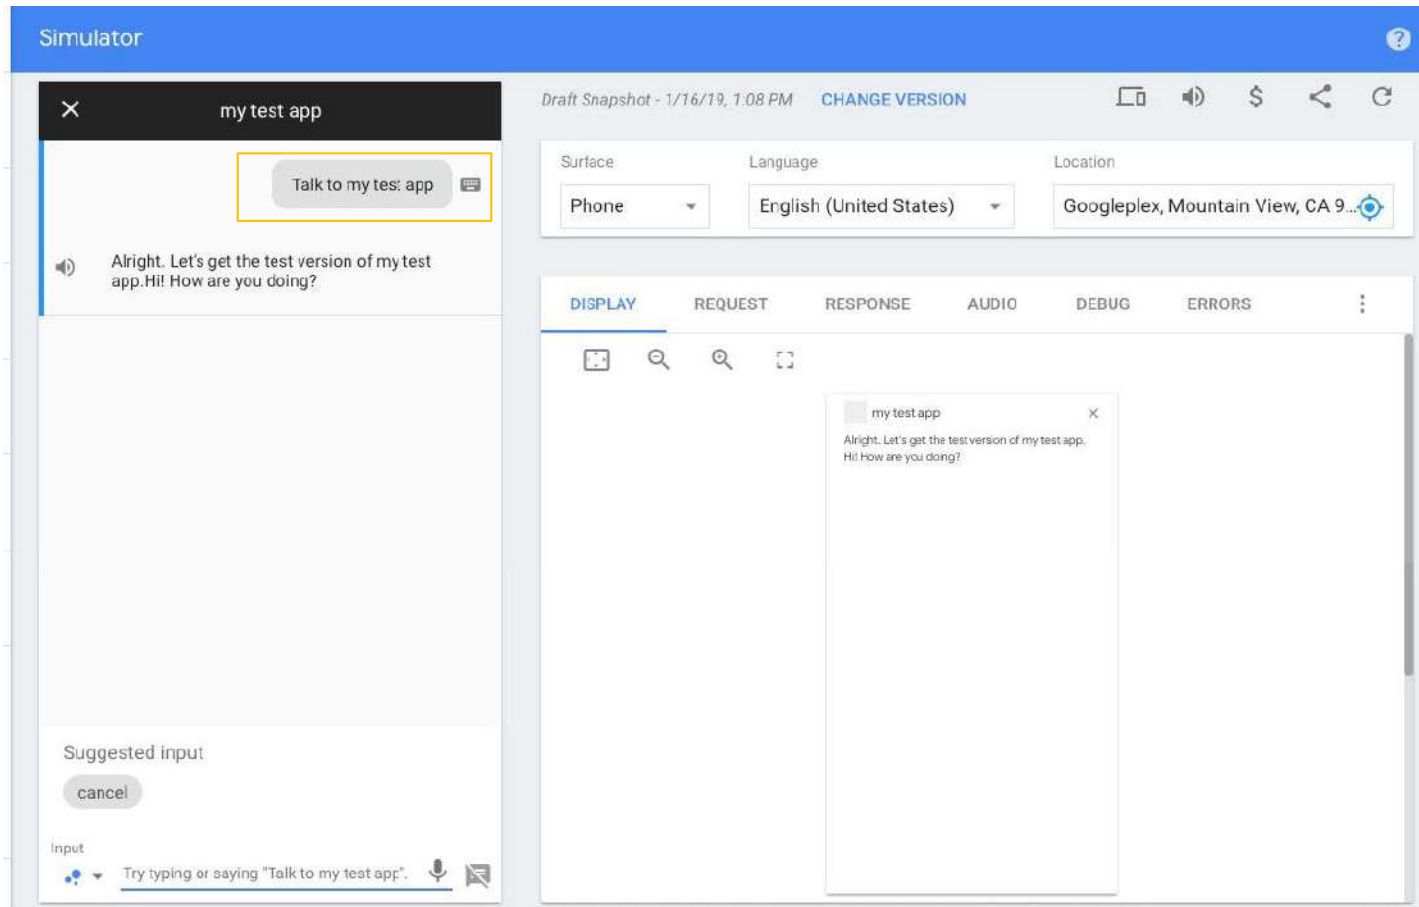 Simulator
my test app
Talk to my test app
Alright. Let's get the test version of my test
app.Hi! How are you doing?
Suggested input
cancel
Input
Try typing or saying "Talk to my test app".
Draft Snapshot - 1/16/19, 1:08 PM CHANGE VERSION
Surface Language Location
Phone English (United States) Googleplex, Mountain View, CA 9...
DISPLAY REQUEST RESPONSE AUDIO DEBUG ERRORS
my test app
Alright. Let's get the test version of my test app.
Hi! How are you doing?